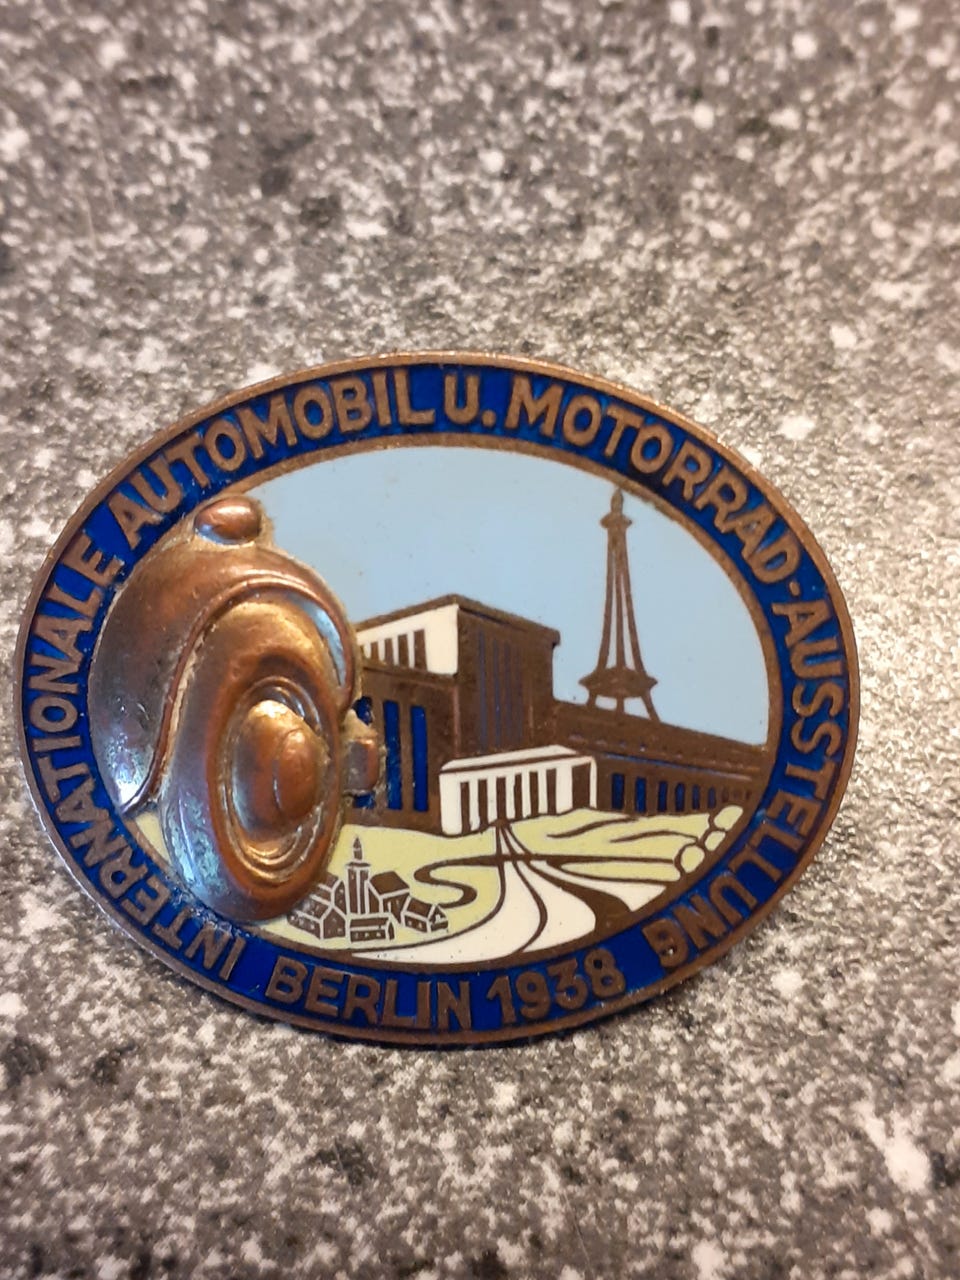 INTERNATIONALE AUTOMOBIL U. MOTORRAD-AUSSTELLUNG
BERLIN 1938